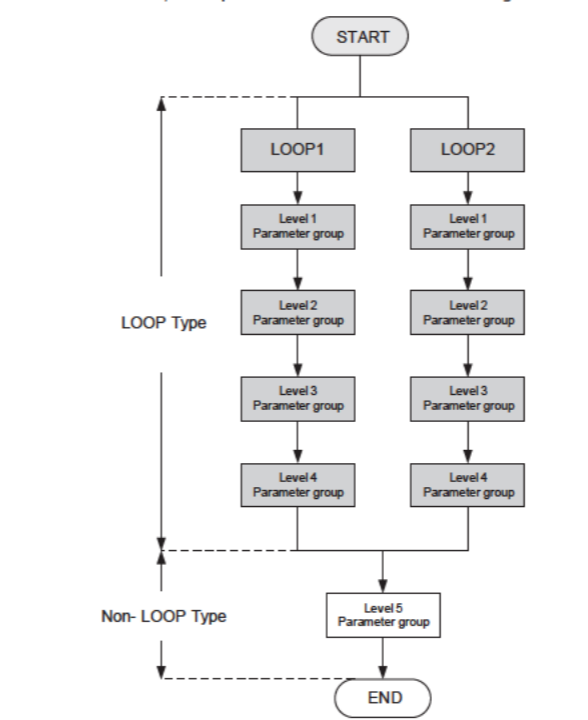 START
LOOP1
LOOP2
Level 1
Parameter group
Level 1
Parameter group
Level 2
Parameter group
Level 2
Parameter group
LOOP Type
Level 3
Parameter group
Level 3
Parameter group
Level 4
Parameter group
Level 4
Parameter group
Level 5
Parameter group
Non- LOOP Type
END